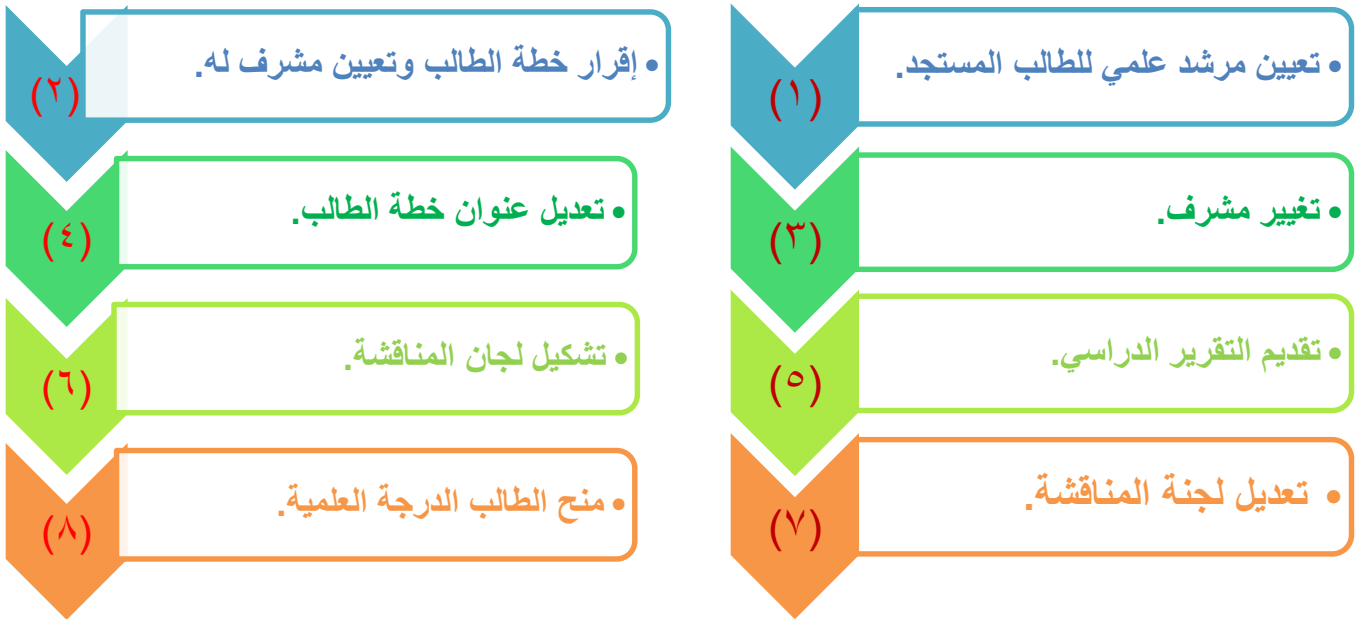 (١) • تعيين مرشد علمي للطالب المستجد.
(٢) • إقرار خطة الطالب وتعيين مشرف له.
(٣) • تغيير مشرف.
(٤) • تعديل عنوان خطة الطالب.
(٥) • تقديم التقرير الدراسي.
(٦) • تشكيل لجان المناقشة.
(٧) • تعديل لجنة المناقشة.
(٨) • منح الطالب الدرجة العلمية.